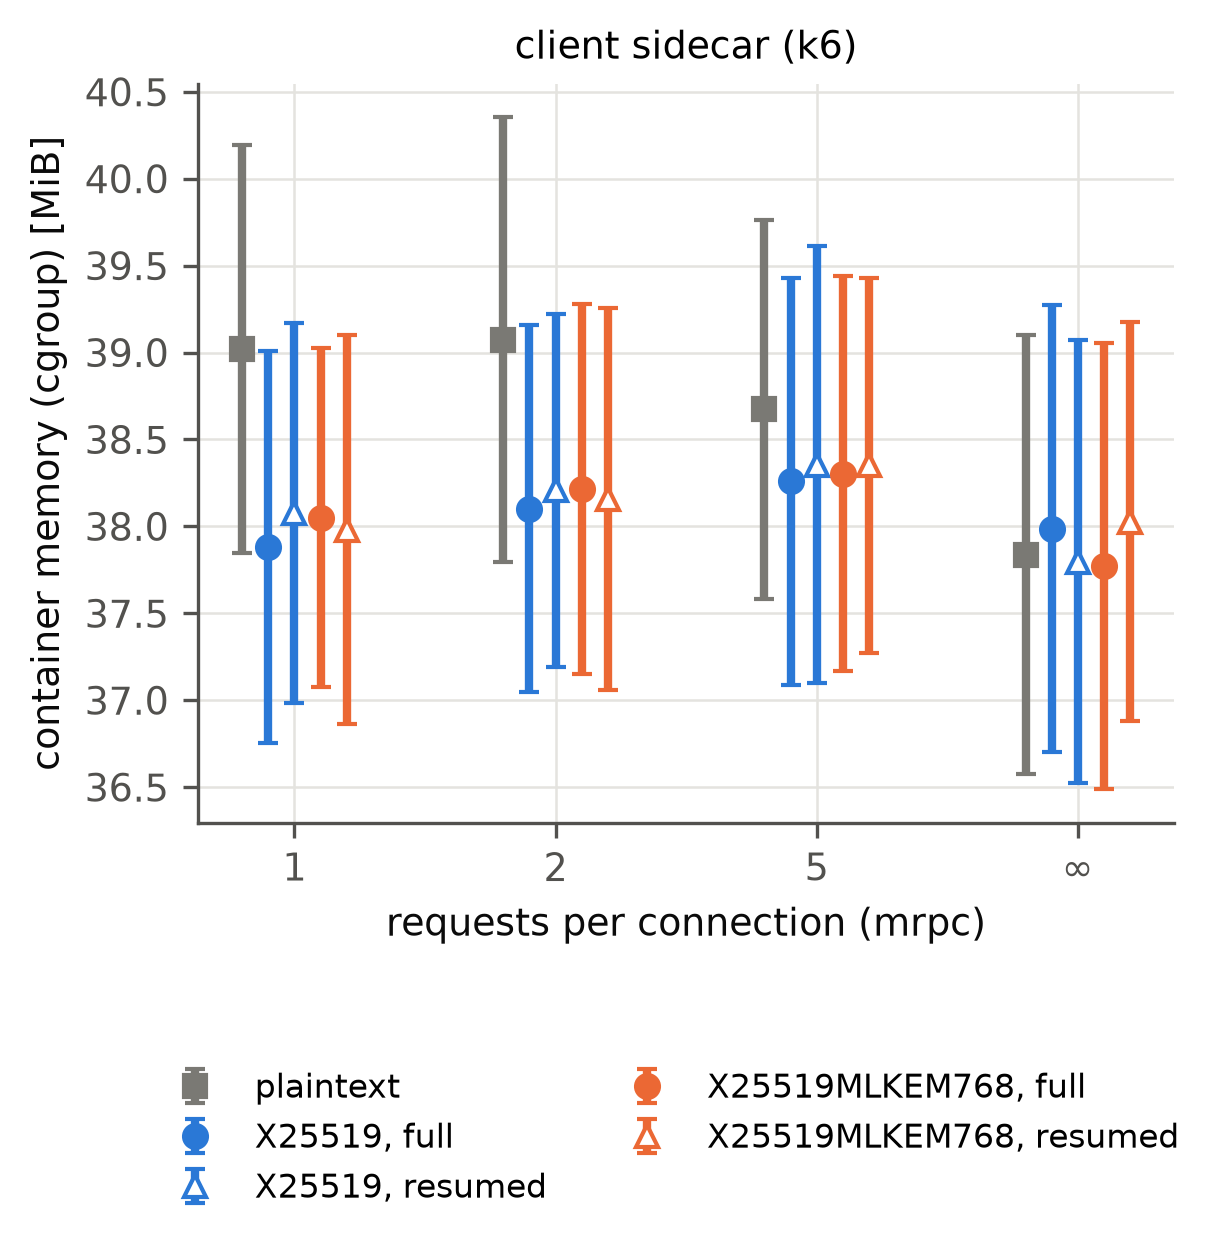 client sidecar (k6)
container memory (cgroup) [MiB]
40.5
40.0
39.5
39.0
38.5
38.0
37.5
37.0
36.5
1 2 5 ∞
requests per connection (mrpc)
plaintext
X25519, full
X25519, resumed
X25519MLKEM768, full
X25519MLKEM768, resumed